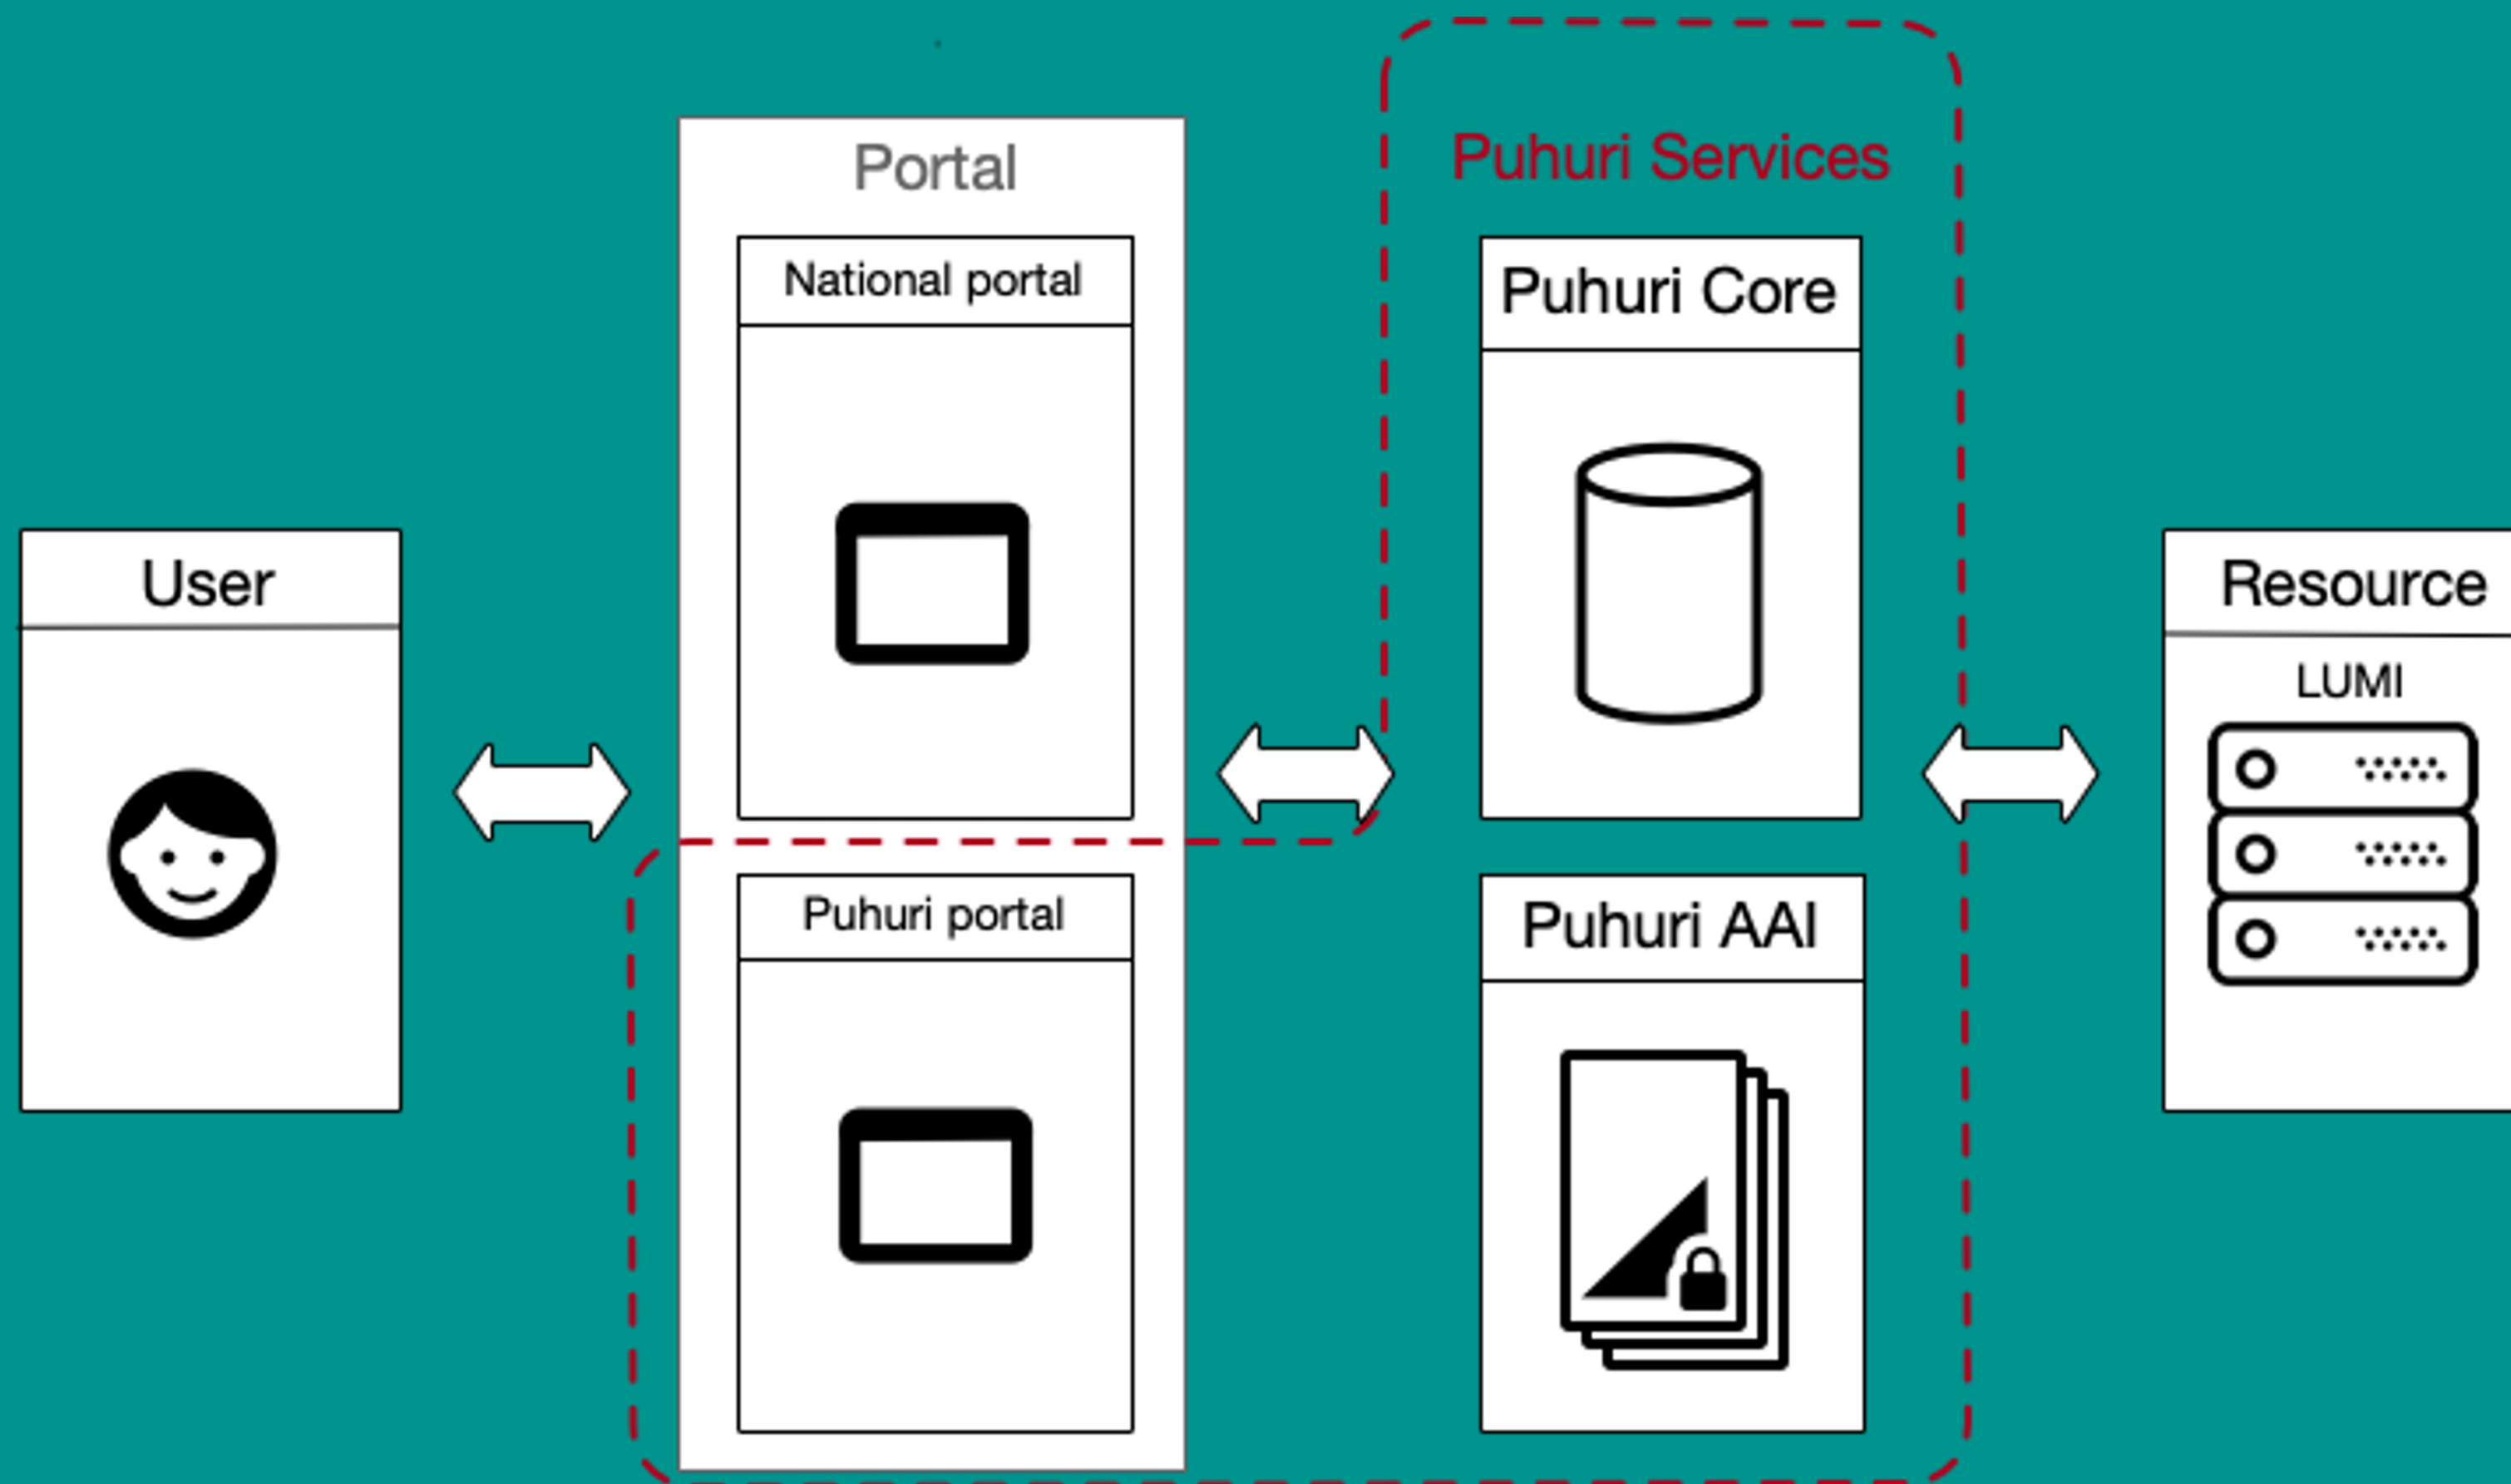 Portal
Puhuri Services
National portal
Puhuri Core
User
Resource
LUMI
Puhuri portal
Puhuri AAI